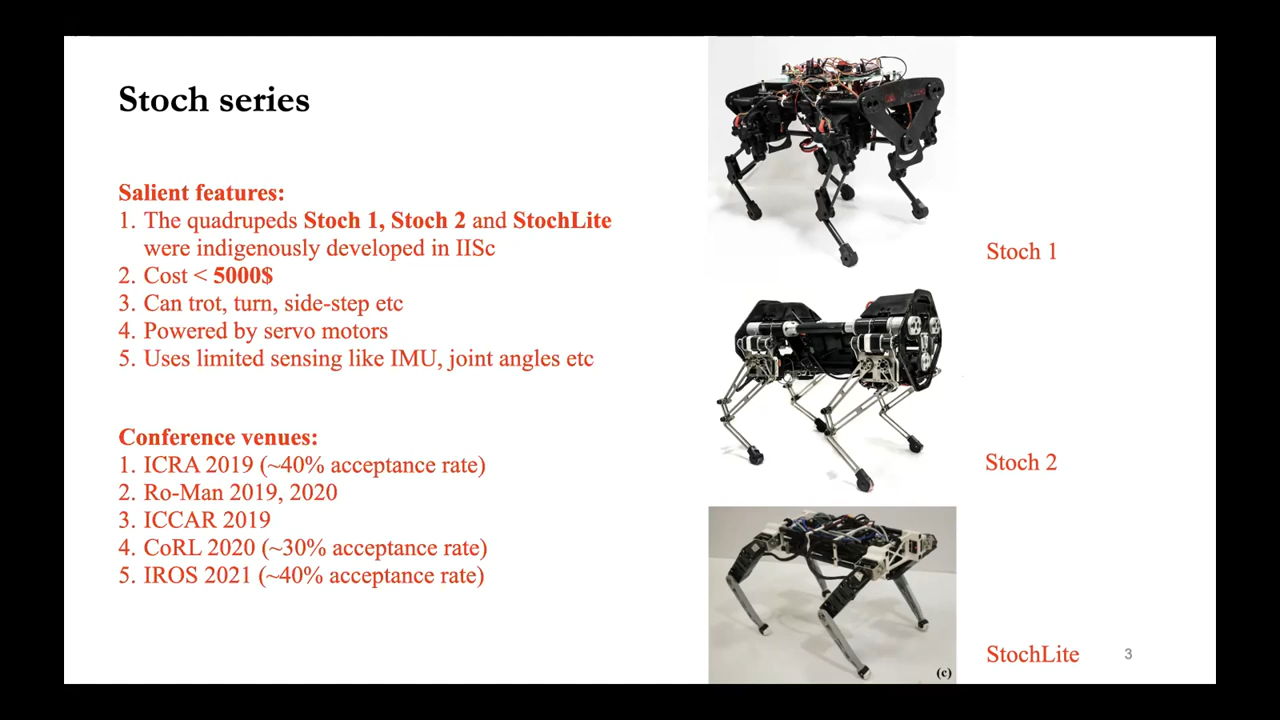 Stoch series
Salient features:
1. The quadrupeds Stoch 1, Stoch 2 and StochLite
were indigenously developed in IISc
2. Cost < 5000$
3. Can trot, turn, side-step etc
4. Powered by servo motors
5. Uses limited sensing like IMU, joint angles etc
Conference venues:
1. ICRA 2019 (~40% acceptance rate)
2. Ro-Man 2019, 2020
3. ICCAR 2019
4. CoRL 2020 (~30% acceptance rate)
5. IROS 2021 (~40% acceptance rate)
Stoch 1
Stoch 2
(c)
StochLite
3